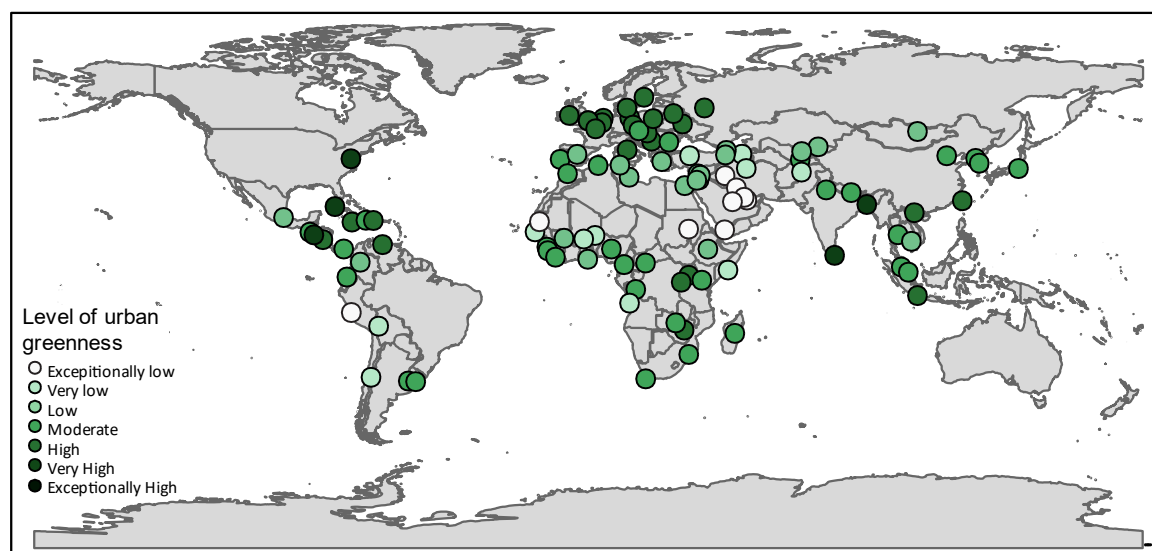 Level of urban
greenness
Exceptionally low
Very low
Low
Moderate
High
Very High
Exceptionally High